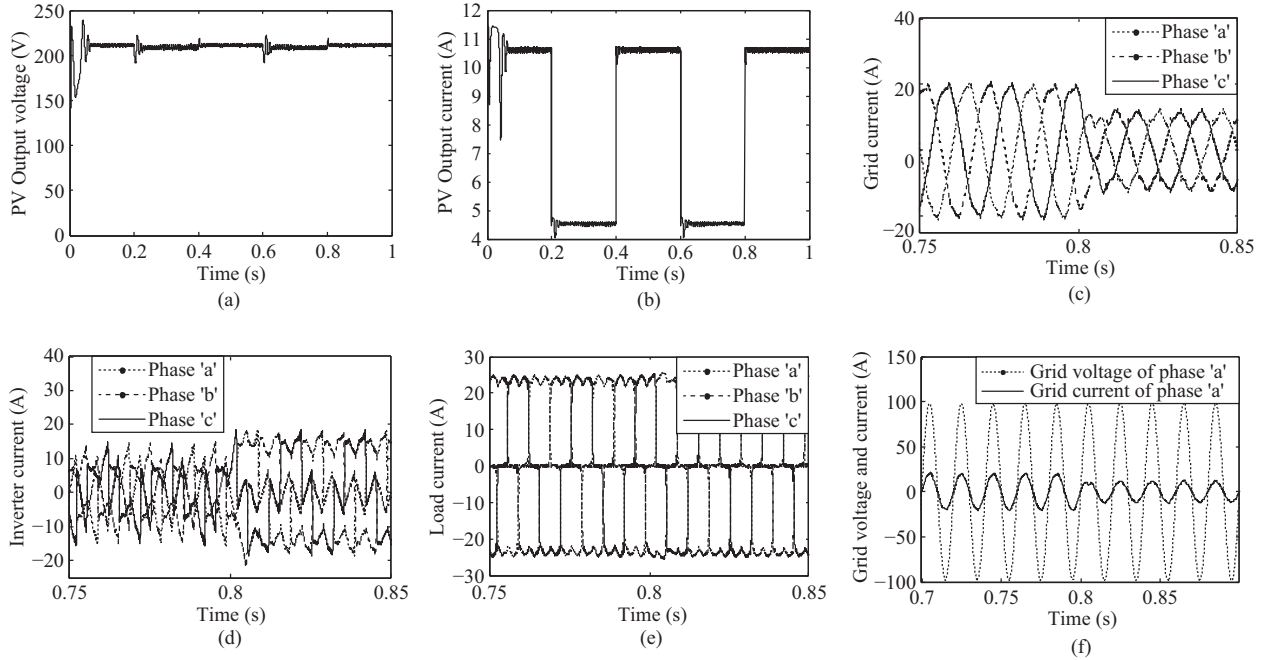 250
200
150
100
50
0
PV Output voltage (V)
0 0.2 0.4 0.6 0.8 1
Time (s)
(a)
12
11
10
9
8
7
6
5
4
PV Output current (A)
0 0.2 0.4 0.6 0.8 1
Time (s)
(b)
40
20
0
−20
Grid current (A)
Phase 'a'
Phase 'b'
Phase 'c'
0.75 0.8 0.85
Time (s)
(c)
40
30
20
10
0
−10
−20
Inverter current (A)
Phase 'a'
Phase 'b'
Phase 'c'
0.75 0.8 0.85
Time (s)
(d)
30
20
10
0
−10
−20
−30
Load current (A)
Phase 'a'
Phase 'b'
Phase 'c'
0.75 0.8 0.85
Time (s)
(e)
150
100
50
0
−50
−100
Grid voltage and current (A)
Grid voltage of phase 'a'
Grid current of phase 'a'
0.7 0.75 0.8 0.85
Time (s)
(f)